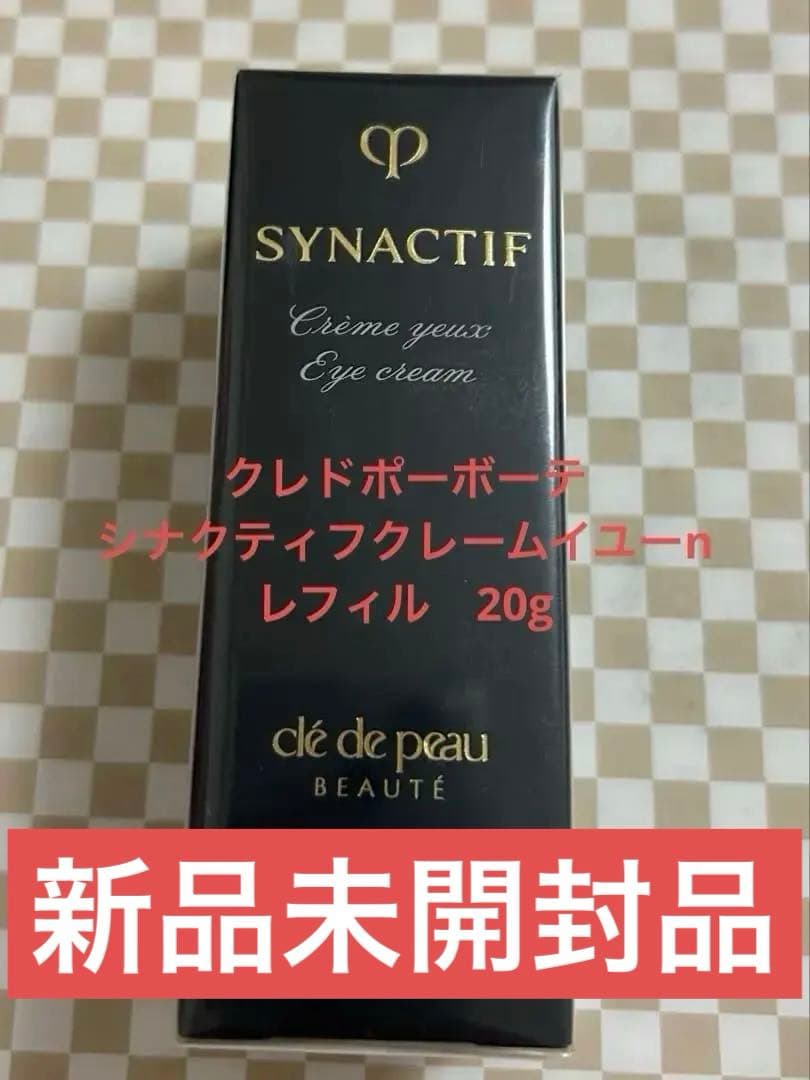 SYNACTIF
Crème yeux
Eye cream
クレドポーボーテ
シナクティフクレームイユーn
レフィル　20g
clé de peau
BEAUTÉ
新品未開封品